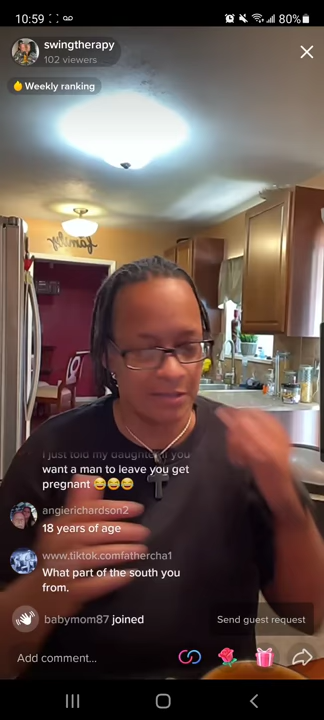 10:59
80%
swingtherapy
102 viewers
Weekly ranking
family
I just told my daughter if you
want a man to leave you get
pregnant 😂😂😂
angierichardson2
18 years of age
www.tiktok.comfathercha1
What part of the south you
from.
babymom87 joined
Send guest request
Add comment...